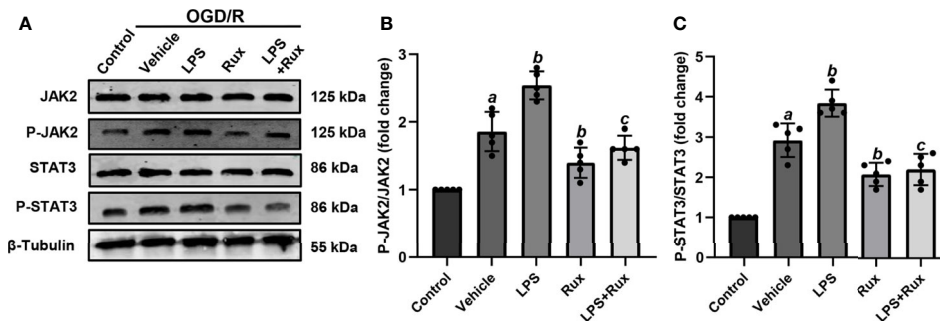 A
OGD/R
Control
Vehicle
LPS
Rux
LPS
+Rux
JAK2
125 kDa
P-JAK2
125 kDa
STAT3
86 kDa
P-STAT3
86 kDa
β-Tubulin
55 kDa
B
P-JAK2/JAK2 (fold change)
3
2
1
0
a
b
b
c
Control
Vehicle
LPS
Rux
LPS+Rux
C
P-STAT3/STAT3 (fold change)
5
4
3
2
1
0
a
b
b
c
Control
Vehicle
LPS
Rux
LPS+Rux